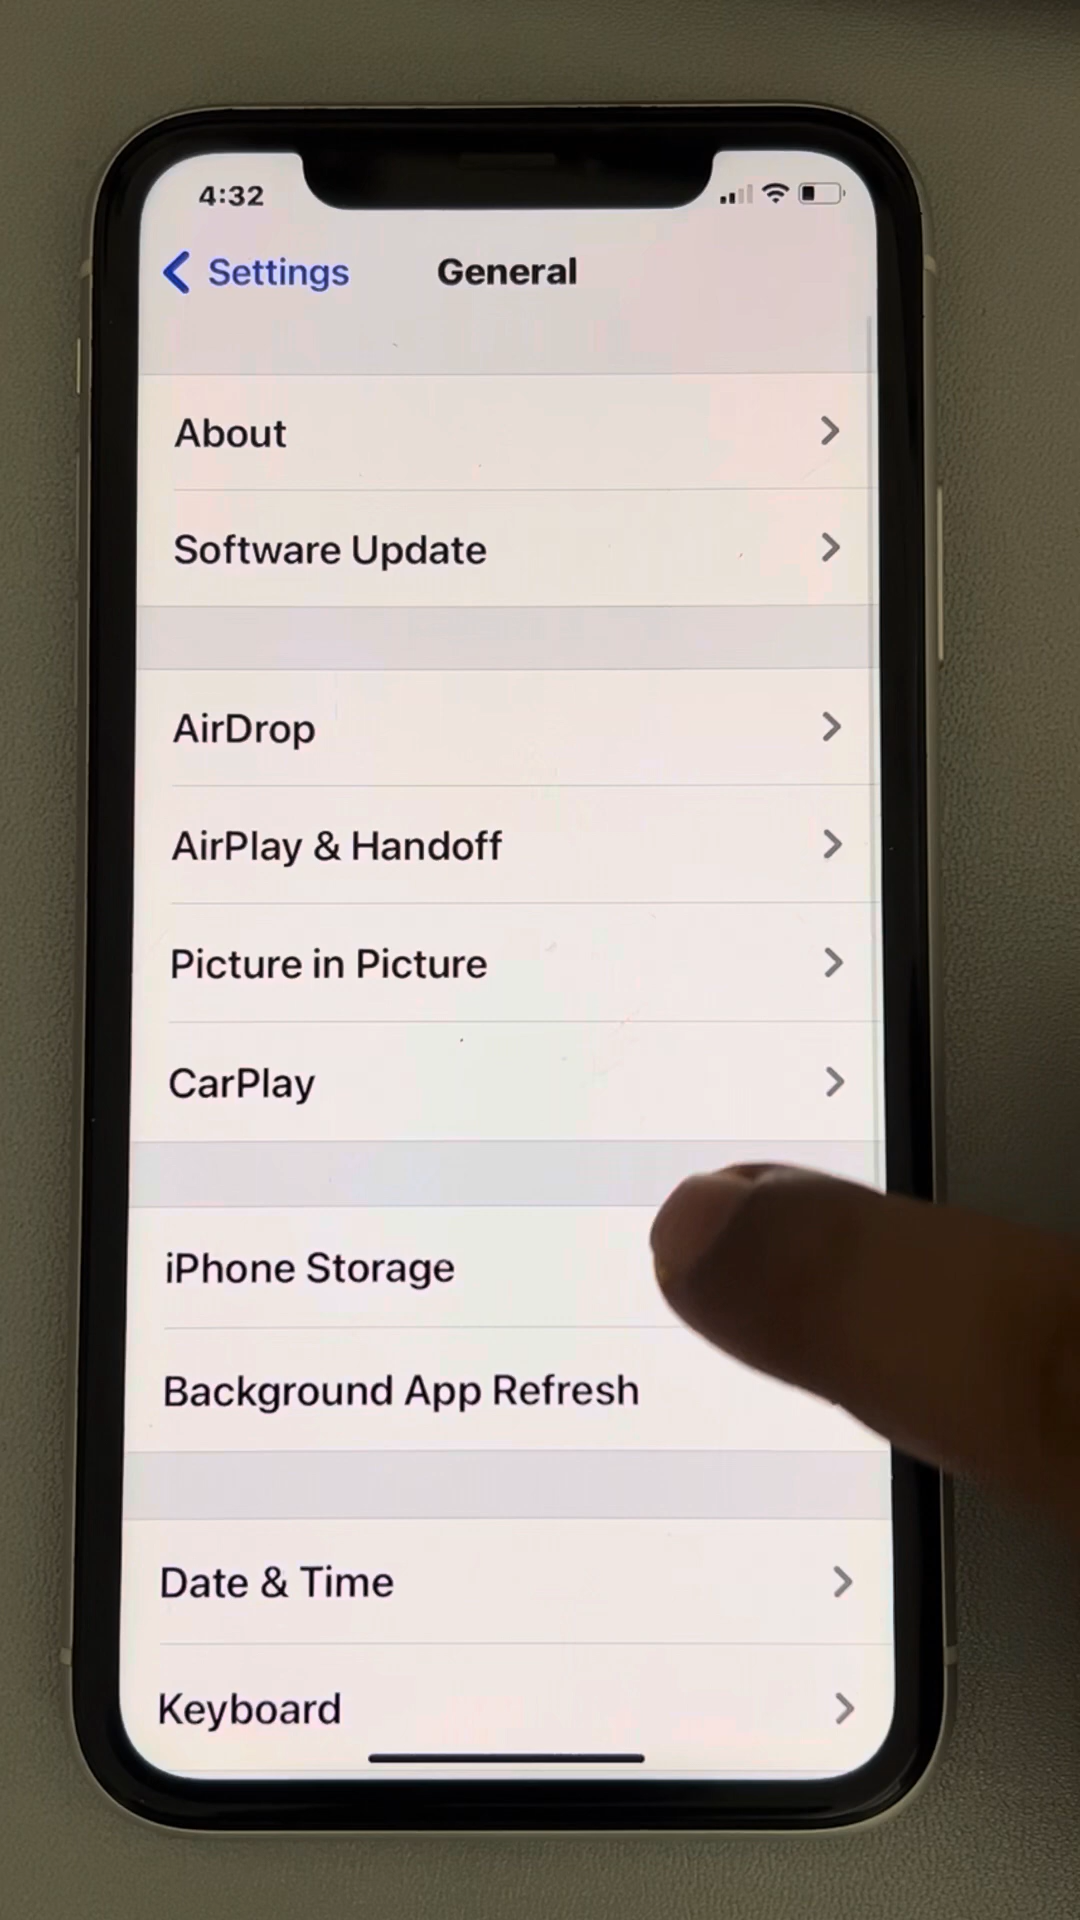 4:32
Settings
General
About
Software Update
AirDrop
AirPlay & Handoff
Picture in Picture
CarPlay
iPhone Storage
Background App Refresh
Date & Time
Keyboard